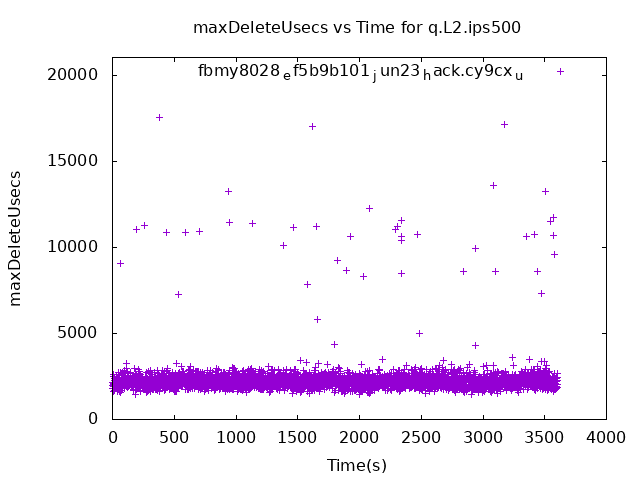 maxDeleteUsecs vs Time for q.L2.ips500
fbmy8028ef5b9b101jun23hack.cy9cxu
20000
15000
10000
5000
0
maxDeleteUsecs
0 500 1000 1500 2000 2500 3000 3500 4000
Time(s)